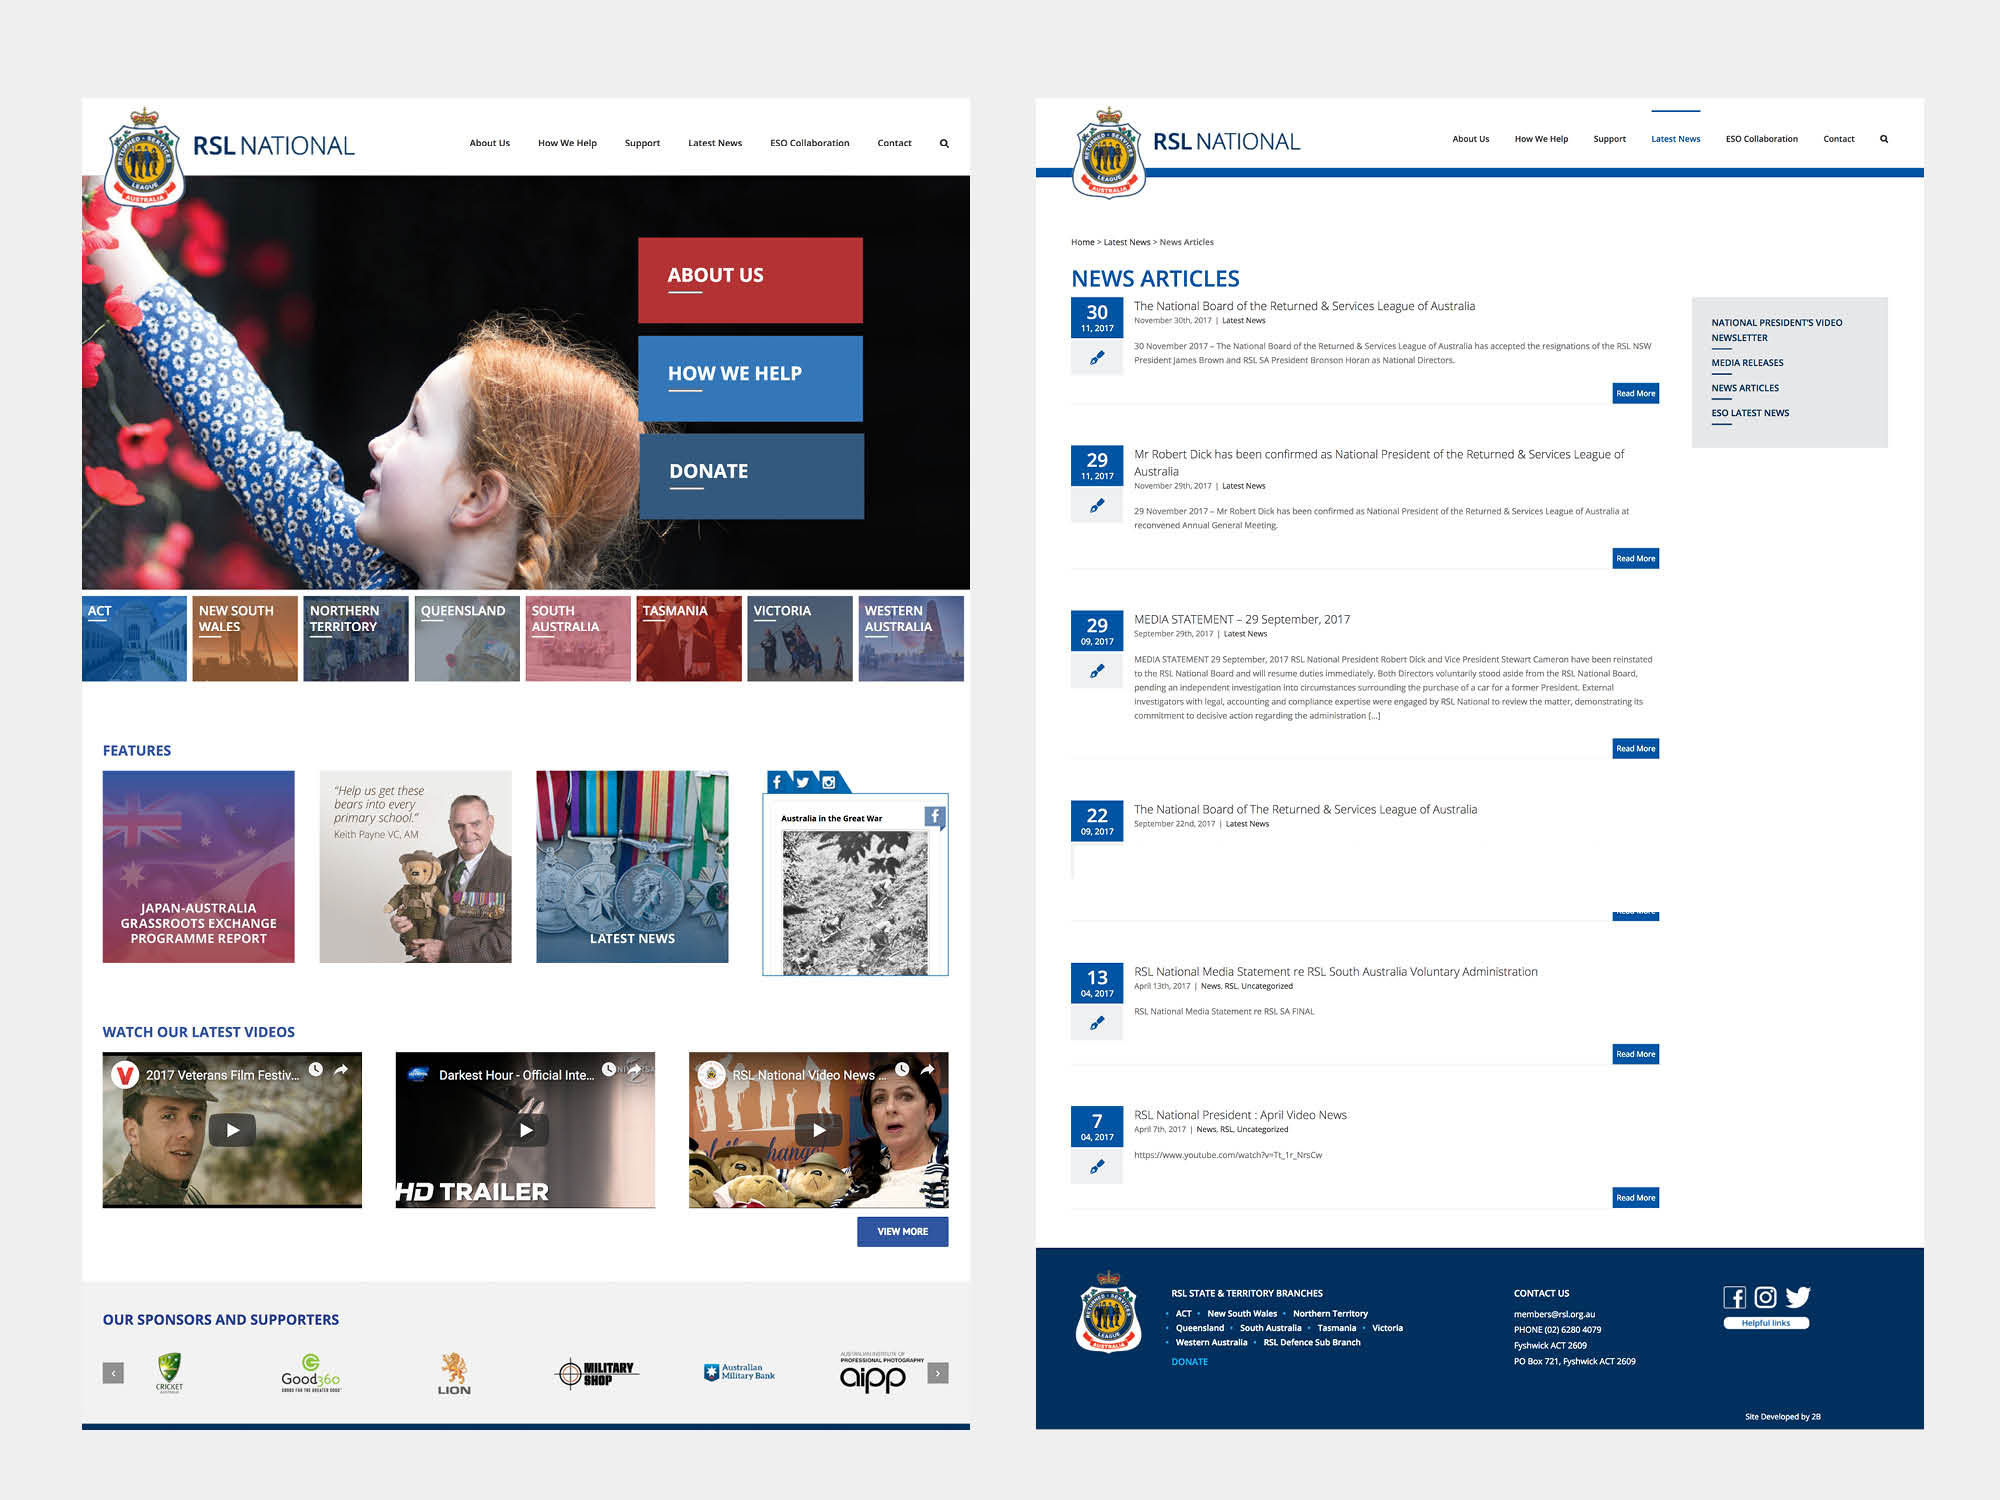 RSL NATIONAL
About Us How We Help Support Latest News ESO Collaboration Contact
RETURNED & SERVICES
LEAGUE
AUSTRALIA
ABOUT US
HOW WE HELP
DONATE
ACT
NEW SOUTH
WALES
NORTHERN
TERRITORY
QUEENSLAND
SOUTH
AUSTRALIA
TASMANIA
VICTORIA
WESTERN
AUSTRALIA
FEATURES
JAPAN-AUSTRALIA
GRASSROOTS EXCHANGE
PROGRAMME REPORT
“Help us get these
bears into every
primary school.”
Keith Payne VC, AM
LATEST NEWS
Australia in the Great War
WATCH OUR LATEST VIDEOS
2017 Veterans Film Festiv...
Darkest Hour - Official Inte...
HD TRAILER
RSL National Video News ...
VIEW MORE
OUR SPONSORS AND SUPPORTERS
CRICKET
AUSTRALIA
Good360
GOODS FOR THE GREATER GOOD
LION
MILITARY
SHOP
Australian
Military Bank
AUSTRALIAN INSTITUTE OF
PROFESSIONAL PHOTOGRAPHY
aipp
RSL NATIONAL
About Us How We Help Support Latest News ESO Collaboration Contact
RETURNED & SERVICES
LEAGUE
AUSTRALIA
Home > Latest News > News Articles
NEWS ARTICLES
30
11, 2017
The National Board of the Returned & Services League of Australia
November 30th, 2017 | Latest News
30 November 2017 – The National Board of the Returned & Services League of Australia has accepted the resignations of the RSL NSW
President James Brown and RSL SA President Bronson Horan as National Directors.
Read More
29
11, 2017
Mr Robert Dick has been confirmed as National President of the Returned & Services League of
Australia
November 29th, 2017 | Latest News
29 November 2017 – Mr Robert Dick has been confirmed as National President of the Returned & Services League of Australia at
reconvened Annual General Meeting.
Read More
29
09, 2017
MEDIA STATEMENT – 29 September, 2017
September 29th, 2017 | Latest News
MEDIA STATEMENT 29 September, 2017 RSL National President Robert Dick and Vice President Stewart Cameron have been reinstated
to the RSL National Board and will resume duties immediately. Both Directors voluntarily stood aside from the RSL National Board,
pending an independent investigation into circumstances surrounding the purchase of a car for a former President. External
investigators with legal, accounting and compliance expertise were engaged by RSL National to review the matter, demonstrating its
commitment to decisive action regarding the administration [...]
Read More
22
09, 2017
The National Board of The Returned & Services League of Australia
September 22nd, 2017 | Latest News
Read More
13
04, 2017
RSL National Media Statement re RSL South Australia Voluntary Administration
April 13th, 2017 | News, RSL, Uncategorized
RSL National Media Statement re RSL SA FINAL
Read More
7
04, 2017
RSL National President : April Video News
April 7th, 2017 | News, RSL, Uncategorized
https://www.youtube.com/watch?v=Tt_1r_NrsCw
Read More
NATIONAL PRESIDENT'S VIDEO
NEWSLETTER
MEDIA RELEASES
NEWS ARTICLES
ESO LATEST NEWS
RETURNED & SERVICES
LEAGUE
AUSTRALIA
RSL STATE & TERRITORY BRANCHES
• ACT • New South Wales • Northern Territory
• Queensland • South Australia • Tasmania • Victoria
• Western Australia • RSL Defence Sub Branch
DONATE
CONTACT US
members@rsl.org.au
PHONE (02) 6280 4079
Fyshwick ACT 2609
PO Box 721, Fyshwick ACT 2609
Helpful links
Site Developed by 2B